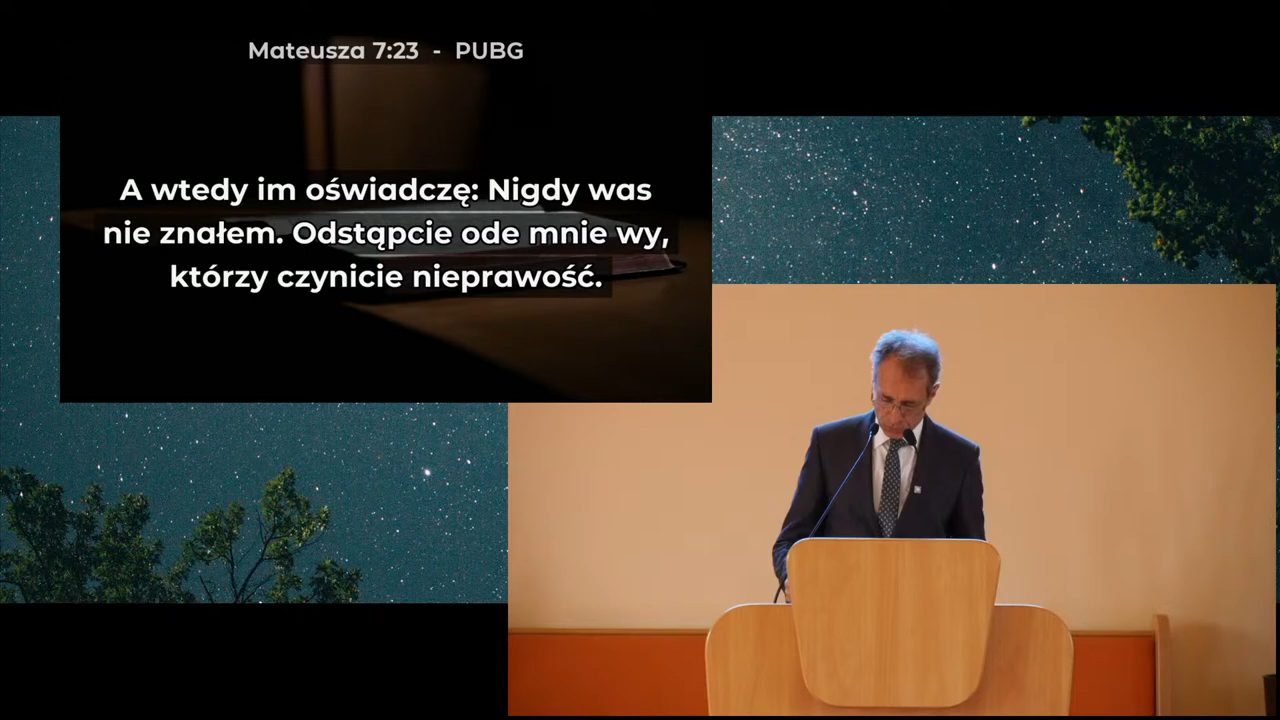 Mateusza 7:23 - PUBG
A wtedy im oświadczę: Nigdy was
nie znałem. Odstąpcie ode mnie wy,
którzy czynicie nieprawość.